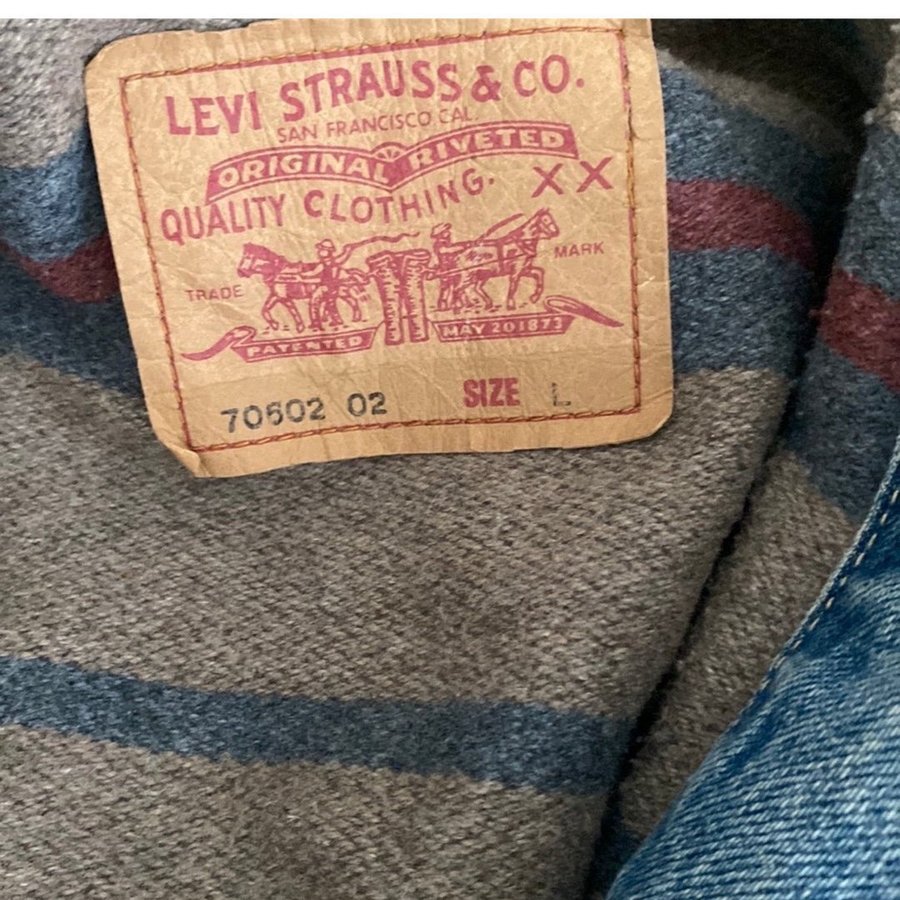 LEVI STRAUSS & CO.
SAN FRANCISCO CAL.
ORIGINAL RIVETED
QUALITY CLOTHING. XX
TRADE MARK
PATENTED MAY 20 1873
70602 02 SIZE L